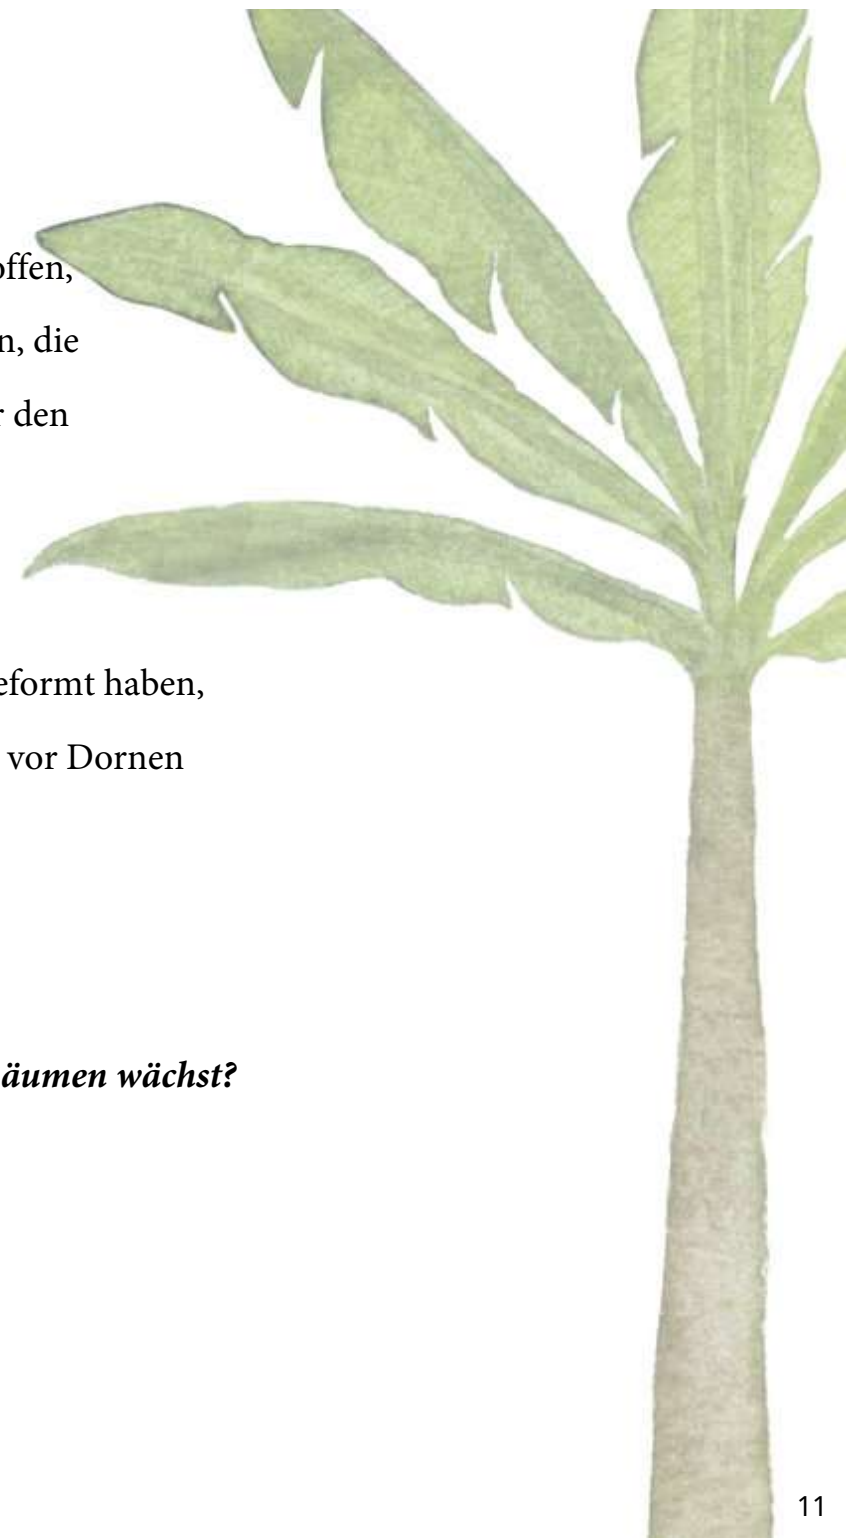 offen,
n, die
r den
eformt haben,
vor Dornen
äumen wächst?
11